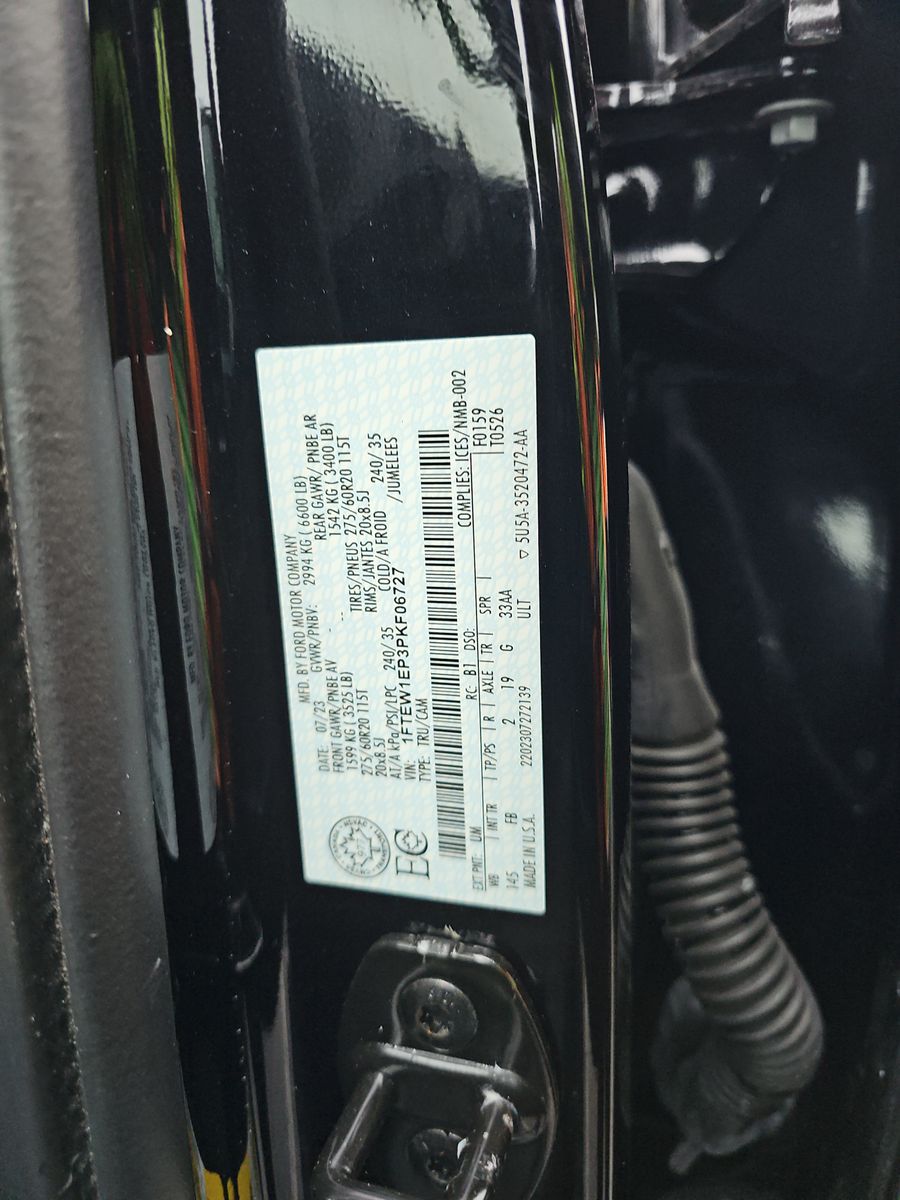 MFD. BY FORD MOTOR COMPANY
DATE: 07/23 GVWR/PNBV: 2994 KG ( 6600 LB)
FRONT GAWR/PNBE AV REAR GAWR/ PNBE AR
1599 KG ( 3525 LB) 1542 KG ( 3400 LB)
275/60R20 115T TIRES/PNEUS 275/60R20 115T
20x8.5J RIMS/JANTES 20x8.5J
AT/A kPa/PSI/LPC 240/35 COLD/A FROID 240/35
VIN: 1FTEW1EP3PKF06727 /JUMELEES
TYPE: TRU/CAM
EC
COMPLIES: ICES/NMB-002
EXT PNT: UM RC: B1 DSO: F0159
WB INT TR TP/PS R AXLE TR SPR T0526
145 FB 2 19 G 33AA
MADE IN U.S.A. 2202307272139 ULT 5U5A-3520472-AA